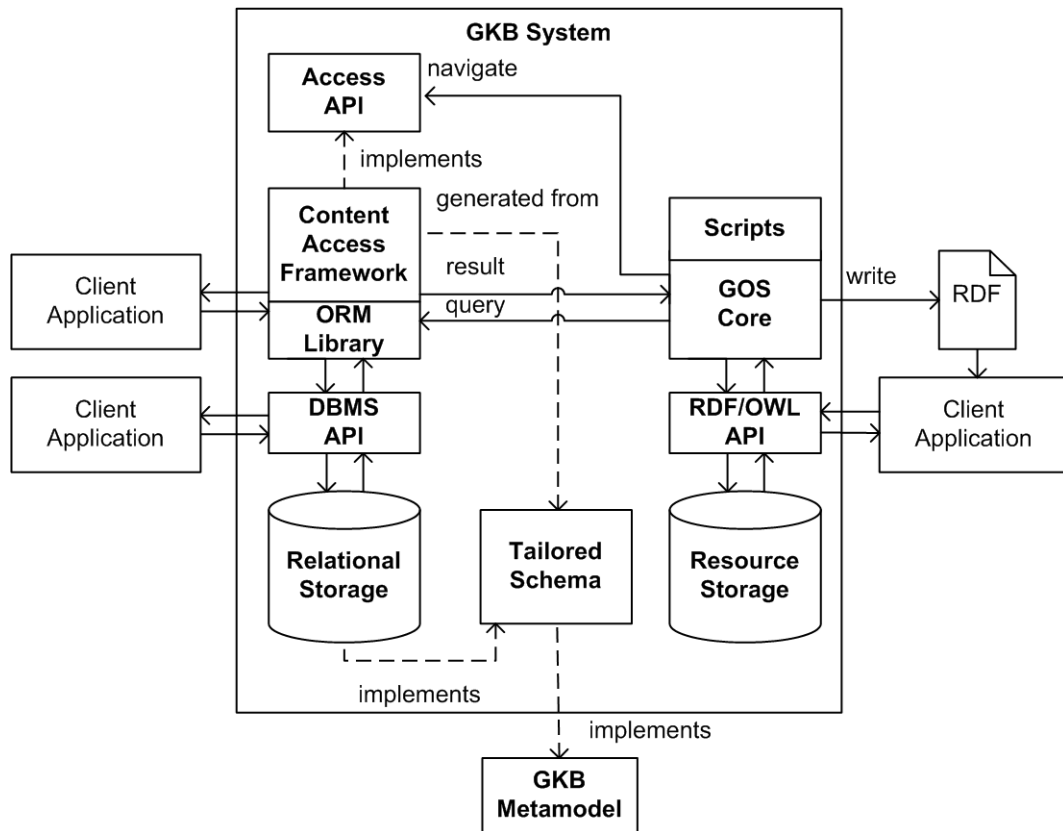 GKB System
Access
API
navigate
implements
generated from
Content
Access
Framework
Scripts
Client
Application
result
query
ORM
Library
GOS
Core
write
RDF
Client
Application
DBMS
API
RDF/OWL
API
Client
Application
Relational
Storage
Tailored
Schema
Resource
Storage
implements
implements
GKB
Metamodel